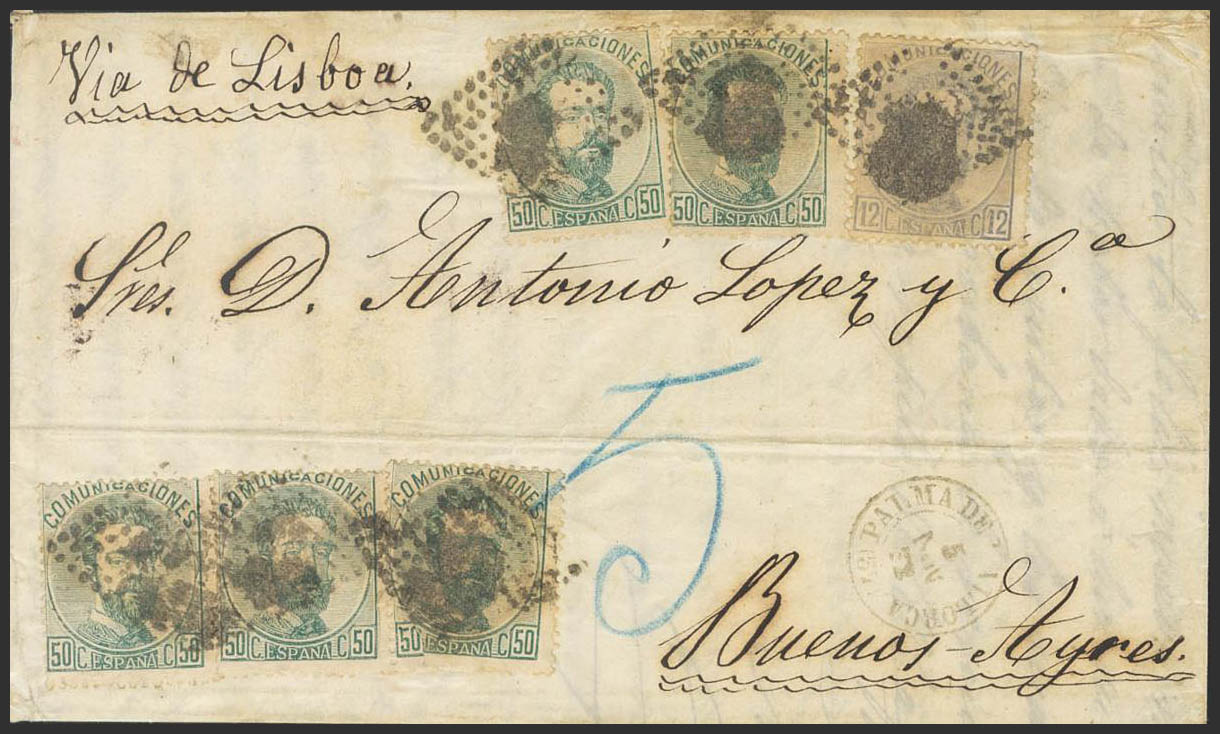 Via de Lisboa.
COMUNICACIONES
50 C. ESPAÑA C 50
COMUNICACIONES
50 C. ESPAÑA C 50
COMUNICACIONES
12 C. ESPAÑA C 12
Sres. D. Antonio Lopez y Cª.
5
COMUNICACIONES
50 C. ESPAÑA C 50
COMUNICACIONES
50 C. ESPAÑA C 50
COMUNICACIONES
50 C. ESPAÑA C 50
PALMA DE
5
Buenos-Ayres.